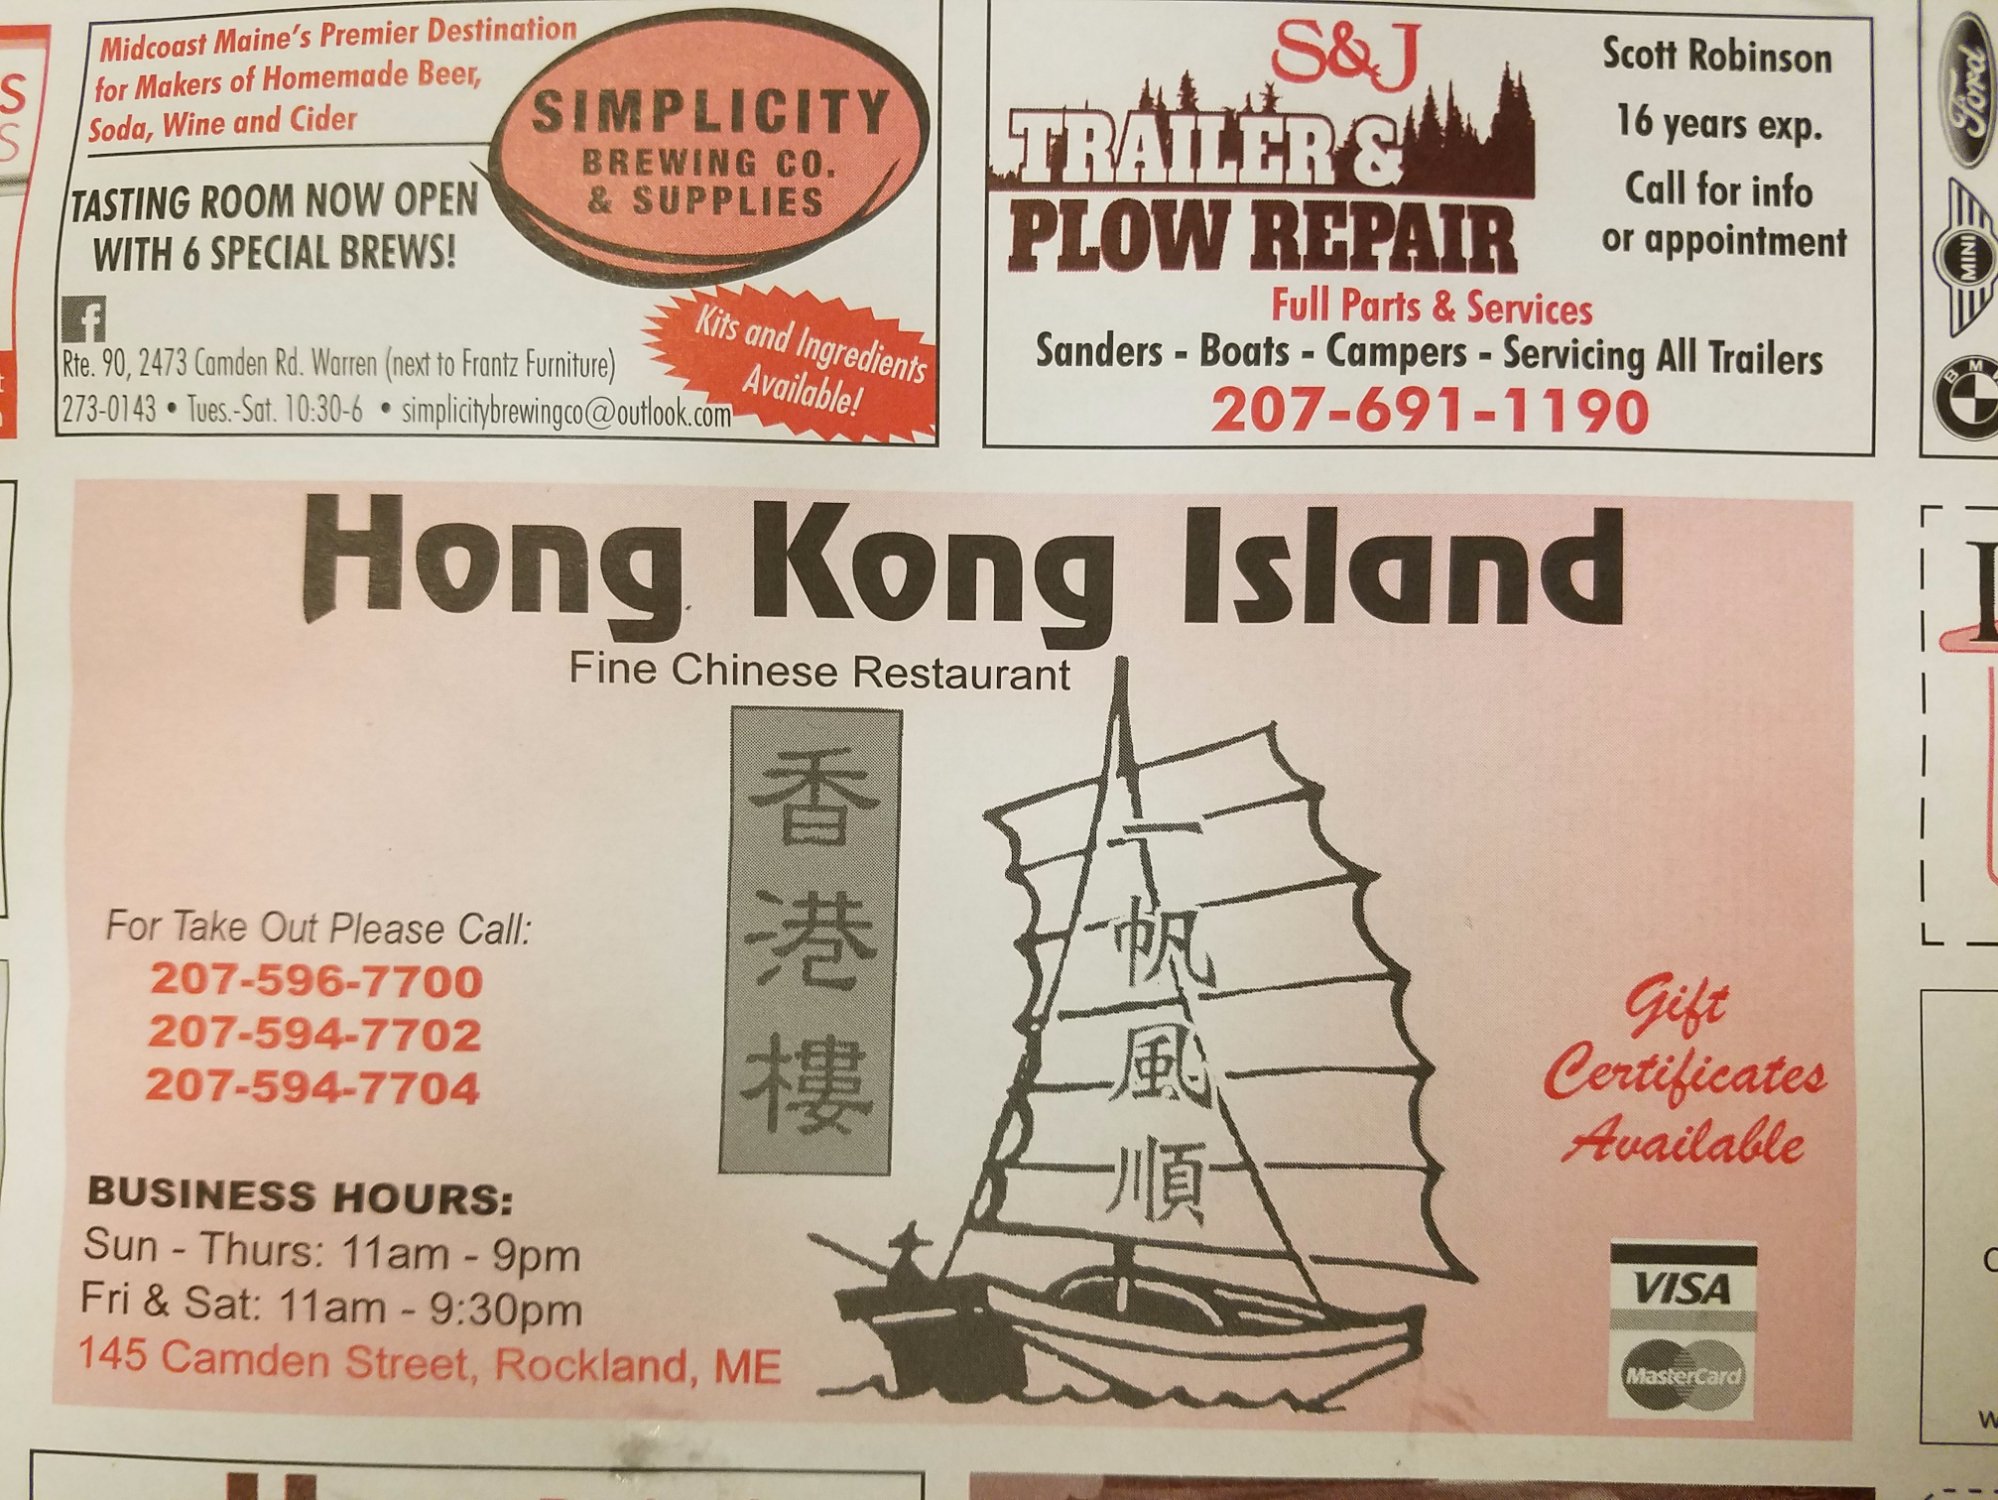 Midcoast Maine's Premier Destination
for Makers of Homemade Beer,
Soda, Wine and Cider
SIMPLICITY
BREWING CO.
& SUPPLIES
TASTING ROOM NOW OPEN
WITH 6 SPECIAL BREWS!
f
Kits and Ingredients
Available!
Rte. 90, 2473 Camden Rd. Warren (next to Frantz Furniture)
273-0143 • Tues.-Sat. 10:30-6 • simplicitybrewingco@outlook.com
S&J
TRAILER &
PLOW REPAIR
Scott Robinson
16 years exp.
Call for info
or appointment
Full Parts & Services
Sanders - Boats - Campers - Servicing All Trailers
207-691-1190
Ford
MINI
BMW
Hong Kong Island
Fine Chinese Restaurant
香港樓
一帆風順
For Take Out Please Call:
207-596-7700
207-594-7702
207-594-7704
BUSINESS HOURS:
Sun - Thurs: 11am - 9pm
Fri & Sat: 11am - 9:30pm
145 Camden Street, Rockland, ME
Gift
Certificates
Available
VISA
MasterCard